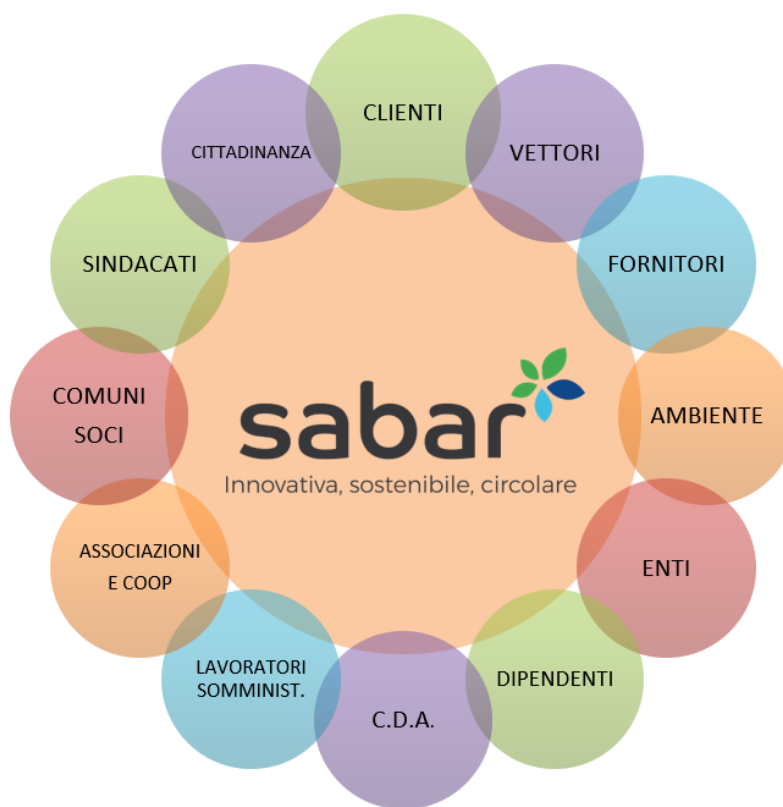 CLIENTI
VETTORI
FORNITORI
AMBIENTE
ENTI
DIPENDENTI
C.D.A.
LAVORATORI
SOMMINIST.
ASSOCIAZIONI
E COOP
COMUNI
SOCI
SINDACATI
CITTADINANZA
sabar
Innovativa, sostenibile, circolare